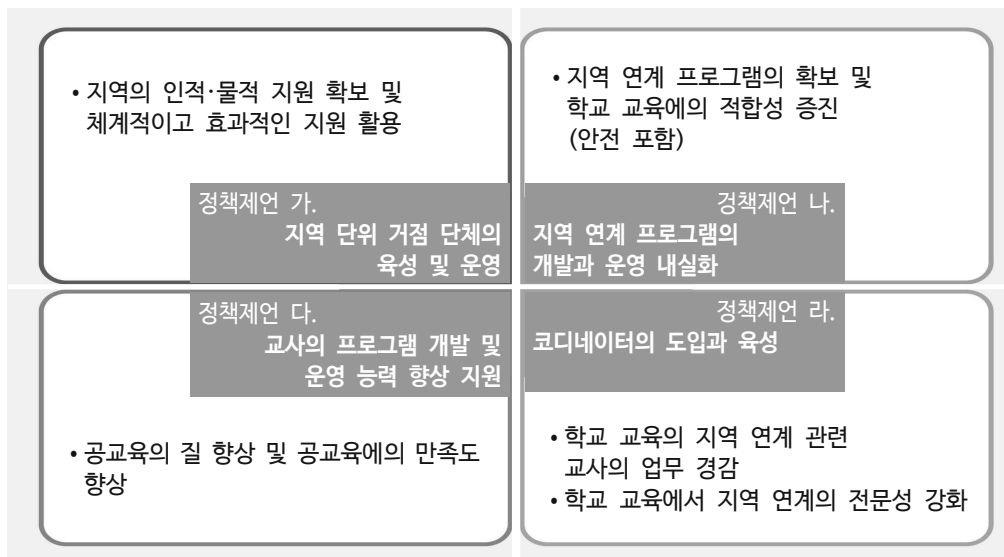 • 지역의 인적·물적 지원 확보 및
체계적이고 효과적인 지원 활용
정책제언 가.
지역 단위 거점 단체의
육성 및 운영
• 지역 연계 프로그램의 확보 및
학교 교육에의 적합성 증진
(안전 포함)
겅책제언 나.
지역 연계 프로그램의
개발과 운영 내실화
정책제언 다.
교사의 프로그램 개발 및
운영 능력 향상 지원
• 공교육의 질 향상 및 공교육에의 만족도
향상
정책제언 라.
코디네이터의 도입과 육성
• 학교 교육의 지역 연계 관련
교사의 업무 경감
• 학교 교육에서 지역 연계의 전문성 강화